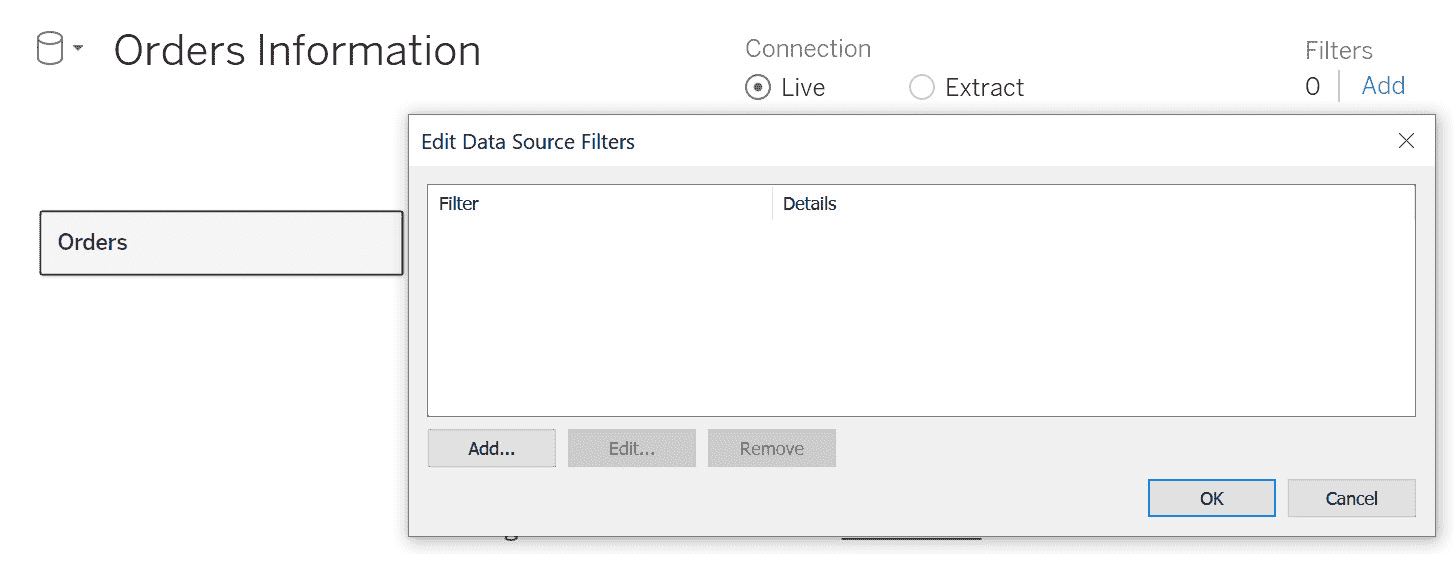 Orders Information
Connection
Filters
Live
Extract
0
Add
Edit Data Source Filters
Filter
Details
Orders
Add...
Edit...
Remove
OK
Cancel